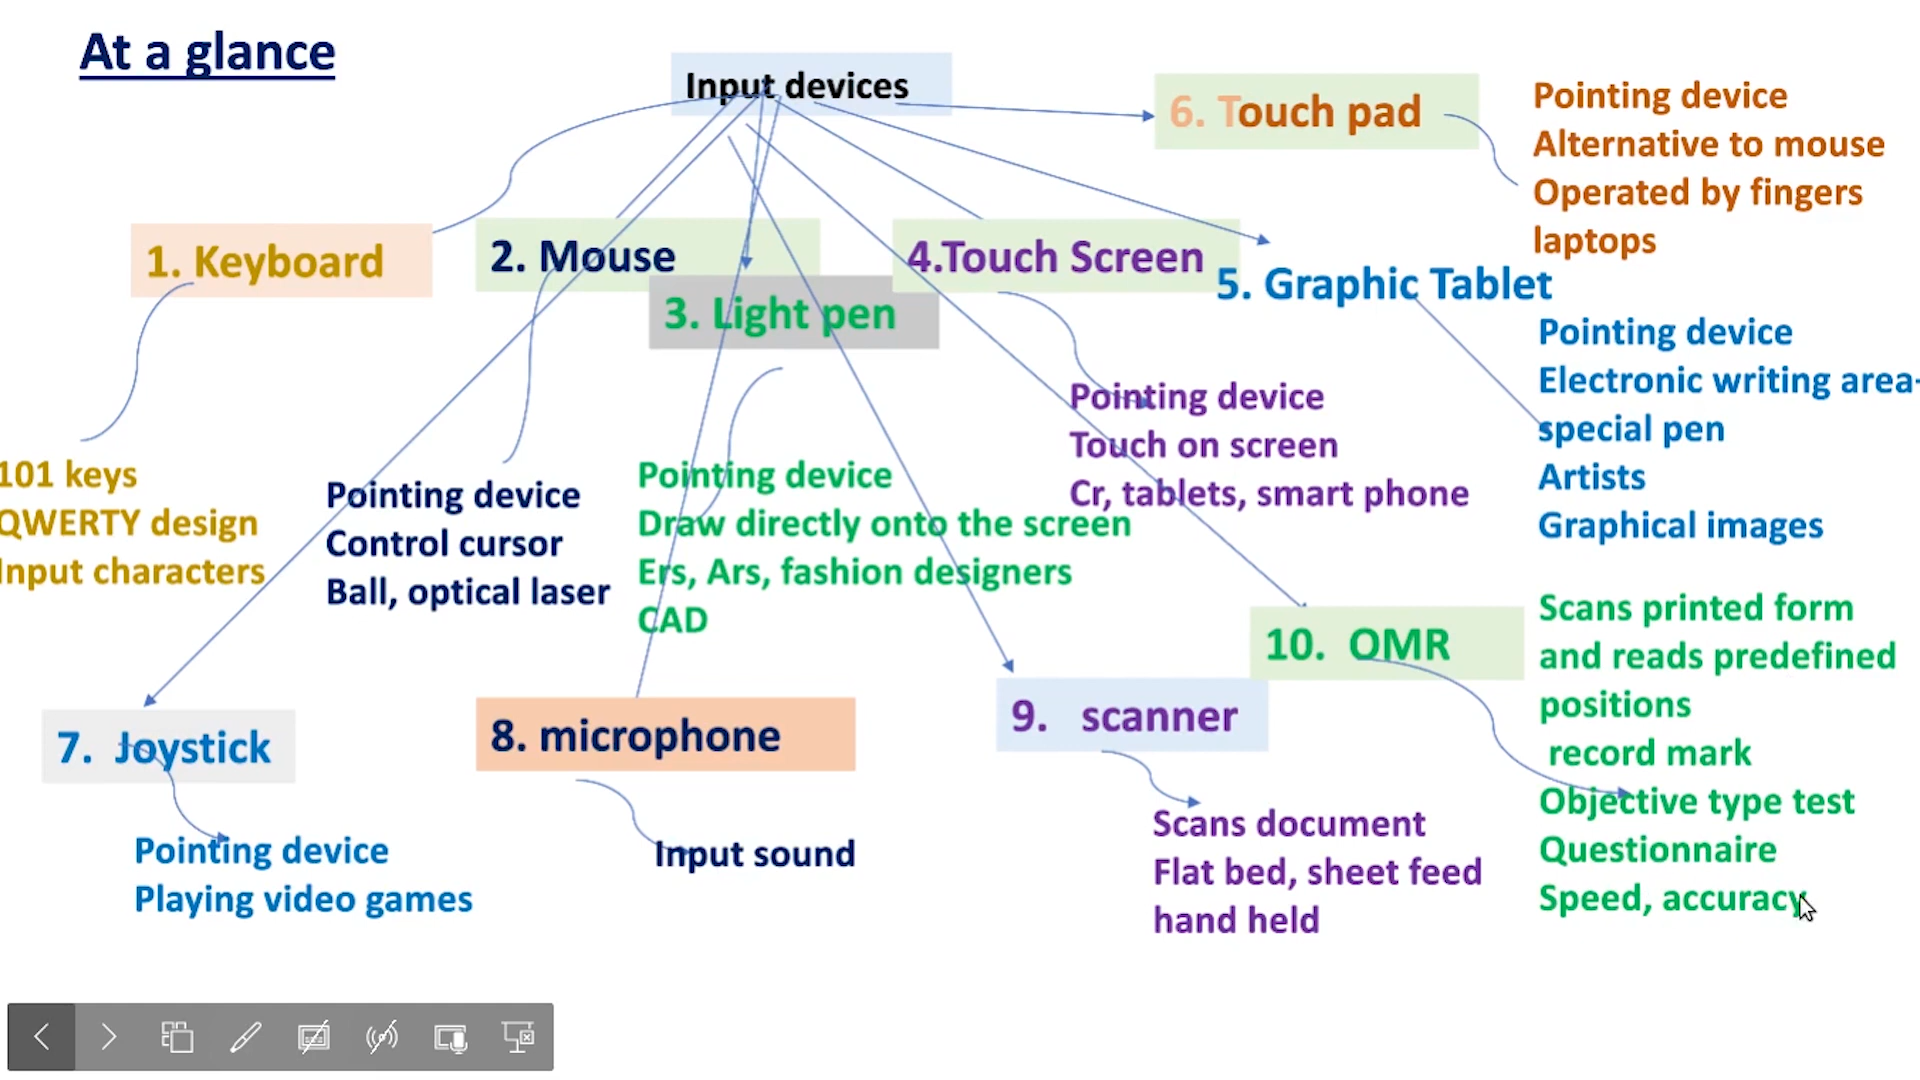 At a glance
Input devices
6. Touch pad
Pointing device
Alternative to mouse
Operated by fingers
laptops
1. Keyboard
2. Mouse
3. Light pen
4.Touch Screen
5. Graphic Tablet
101 keys
QWERTY design
Input characters
Pointing device
Control cursor
Ball, optical laser
Pointing device
Draw directly onto the screen
Ers, Ars, fashion designers
CAD
Pointing device
Touch on screen
Cr, tablets, smart phone
Pointing device
Electronic writing area-
special pen
Artists
Graphical images
7. Joystick
Pointing device
Playing video games
8. microphone
Input sound
9. scanner
Scans document
Flat bed, sheet feed
hand held
10. OMR
Scans printed form
and reads predefined
positions
record mark
Objective type test
Questionnaire
Speed, accuracy